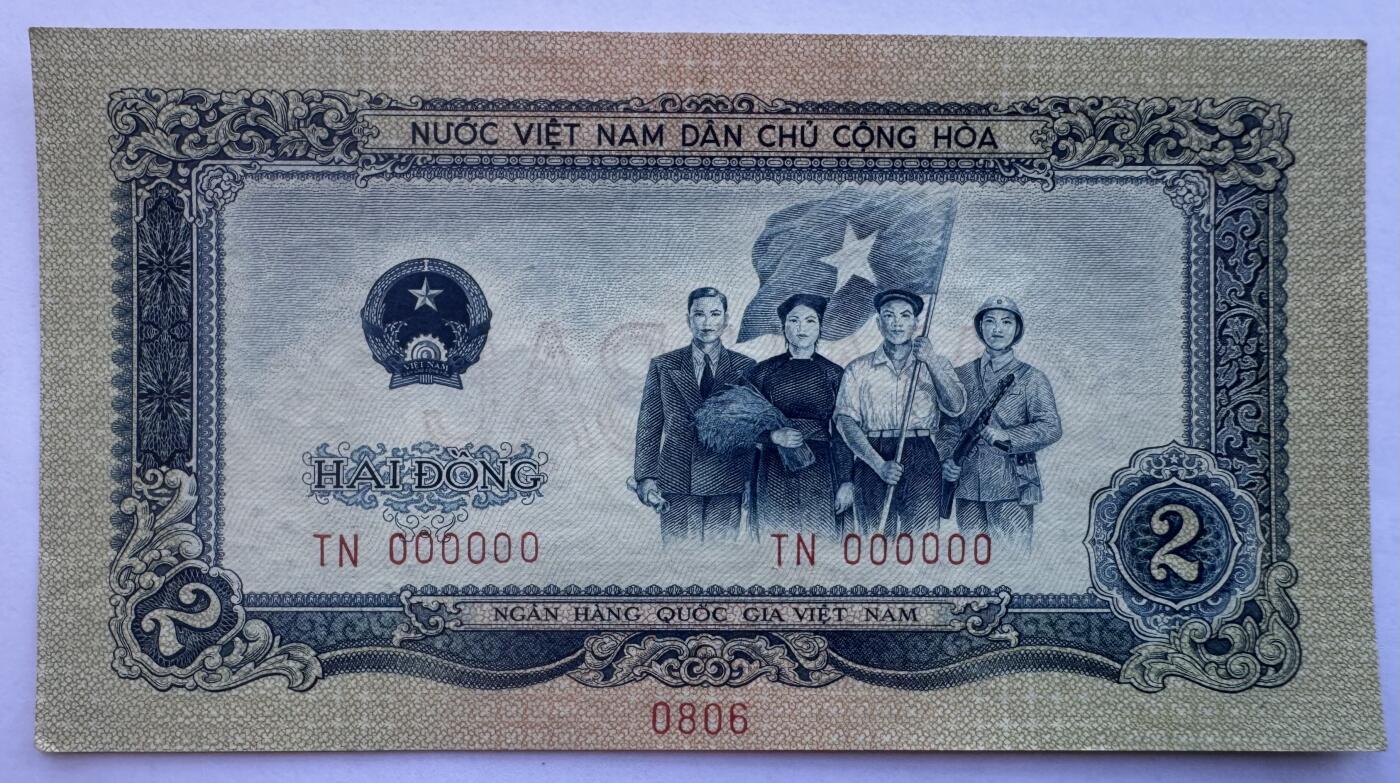 NƯỚC VIỆT NAM DÂN CHỦ CỘNG HÒA
VIỆT NAM
HAI ĐỒNG
TN 000000
TN 000000
2
2
NGÂN HÀNG QUỐC GIA VIỆT NAM
0806